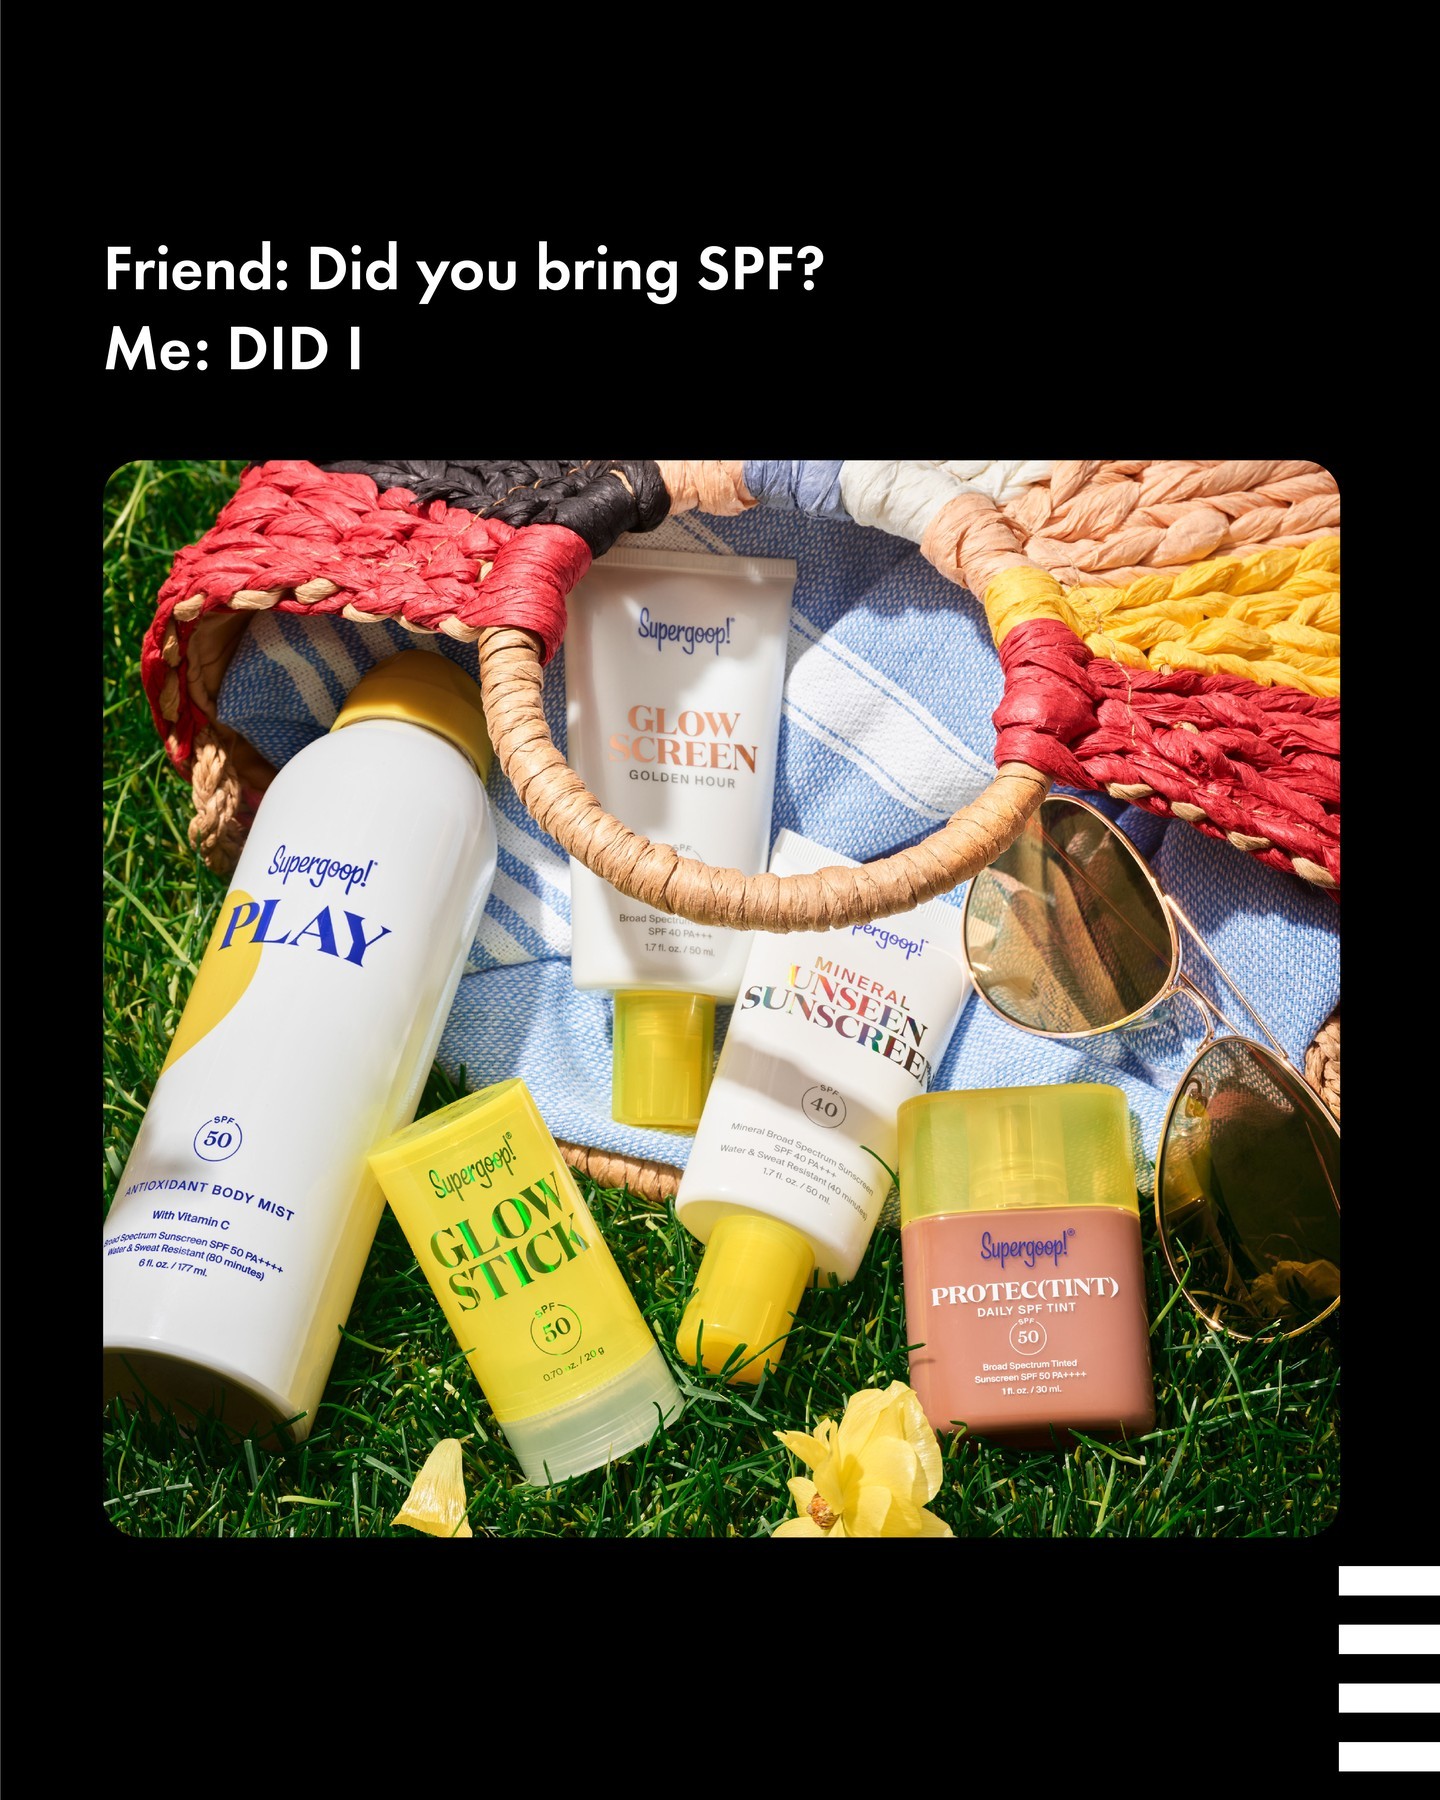 Friend: Did you bring SPF?
Me: DID I
Supergoop!
GLOW
SCREEN
GOLDEN HOUR
SPF
Broad Spectrum
SPF 40 PA+++
1.7 fl. oz. / 50 ml.
Supergoop!
PLAY
SPF
50
ANTIOXIDANT BODY MIST
With Vitamin C
Broad Spectrum Sunscreen SPF 50 PA++++
Water & Sweat Resistant (80 minutes)
6 fl. oz. / 177 ml.
pergoop!
MINERAL
UNSEEN
SUNSCREEN
SPF
40
Mineral Broad Spectrum Sunscreen
SPF 40 PA+++
Water & Sweat Resistant (40 minutes)
1.7 fl. oz. / 50 ml.
Supergoop!®
GLOW
STICK
SPF
50
0.70 oz. / 20 g
Supergoop!®
PROTEC(TINT)
DAILY SPF TINT
SPF
50
Broad Spectrum Tinted
Sunscreen SPF 50 PA++++
1 fl. oz. / 30 ml.